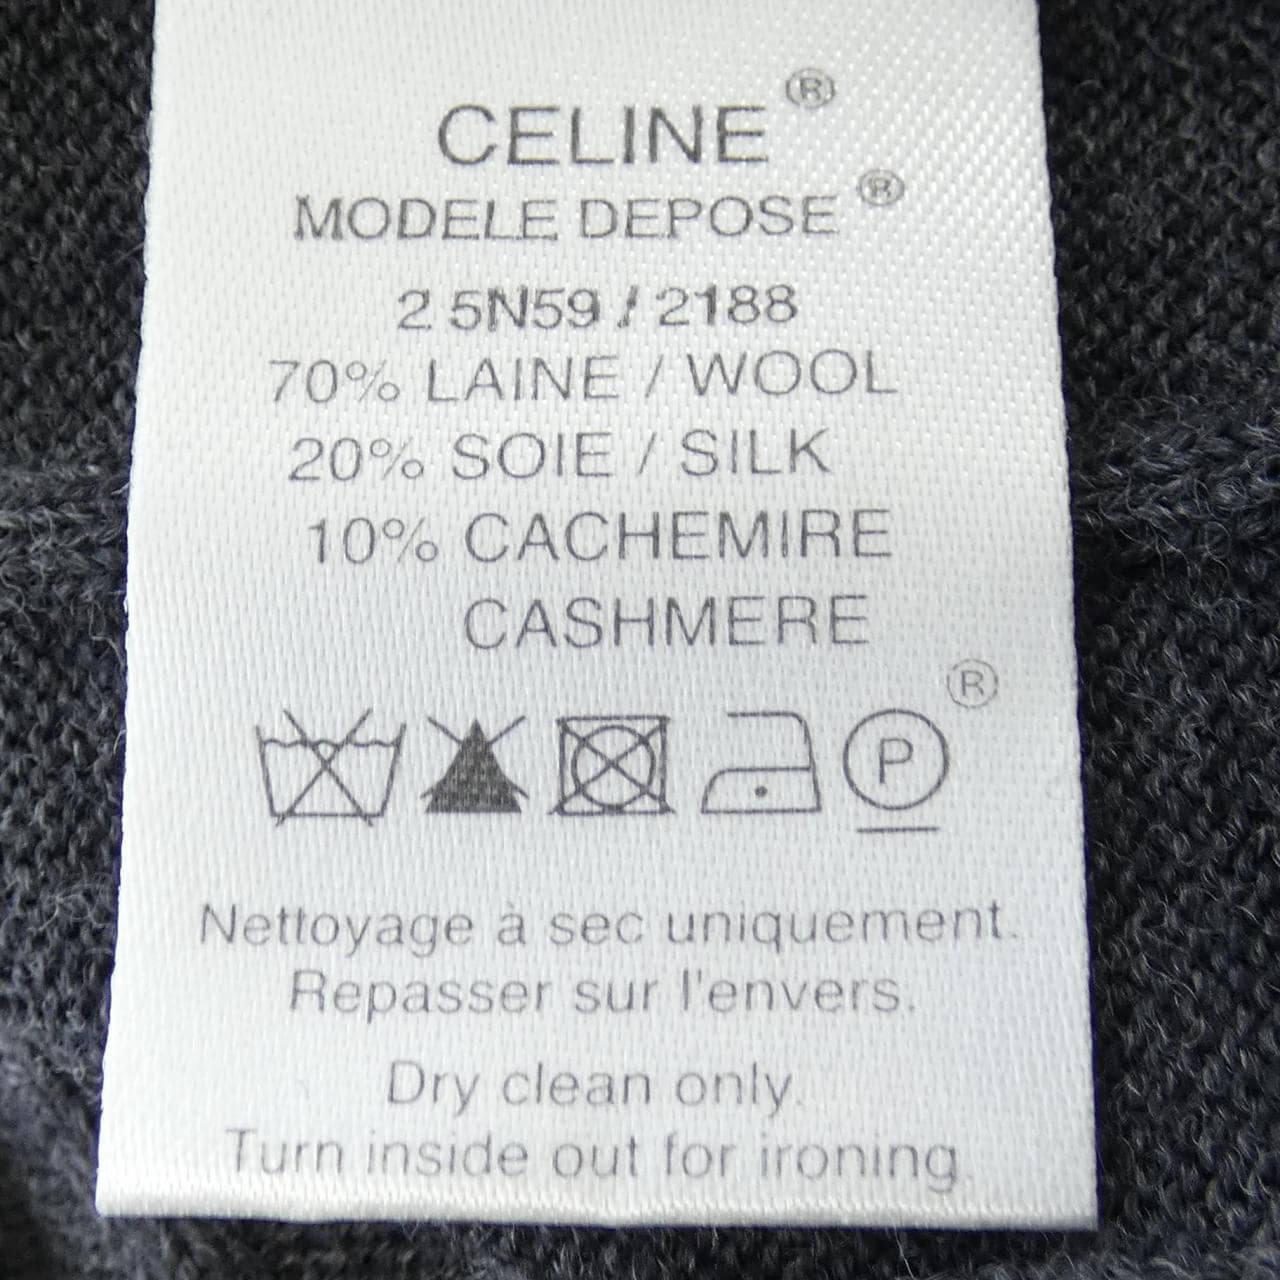 CELINE ®
MODELE DEPOSE ®
2 5N59 / 2188
70% LAINE / WOOL
20% SOIE / SILK
10% CACHEMIRE
CASHMERE
®
P
Nettoyage à sec uniquement.
Repasser sur l'envers.
Dry clean only.
Turn inside out for ironing.